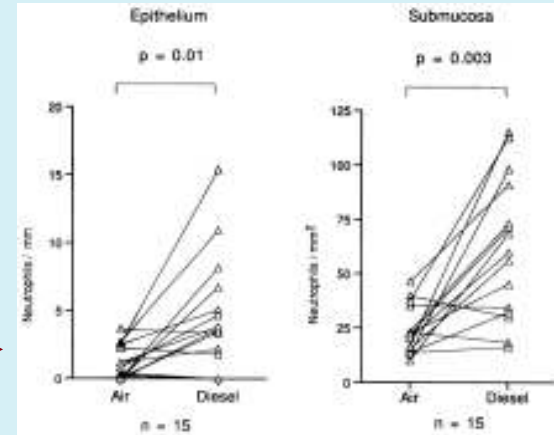 Epithelium
p = 0.01
20
15
10
5
0
Neutrophils / mm
Air Diesel
n = 15
Submucosa
p = 0.003
125
100
75
50
25
0
Neutrophils / mm²
Air Diesel
n = 15